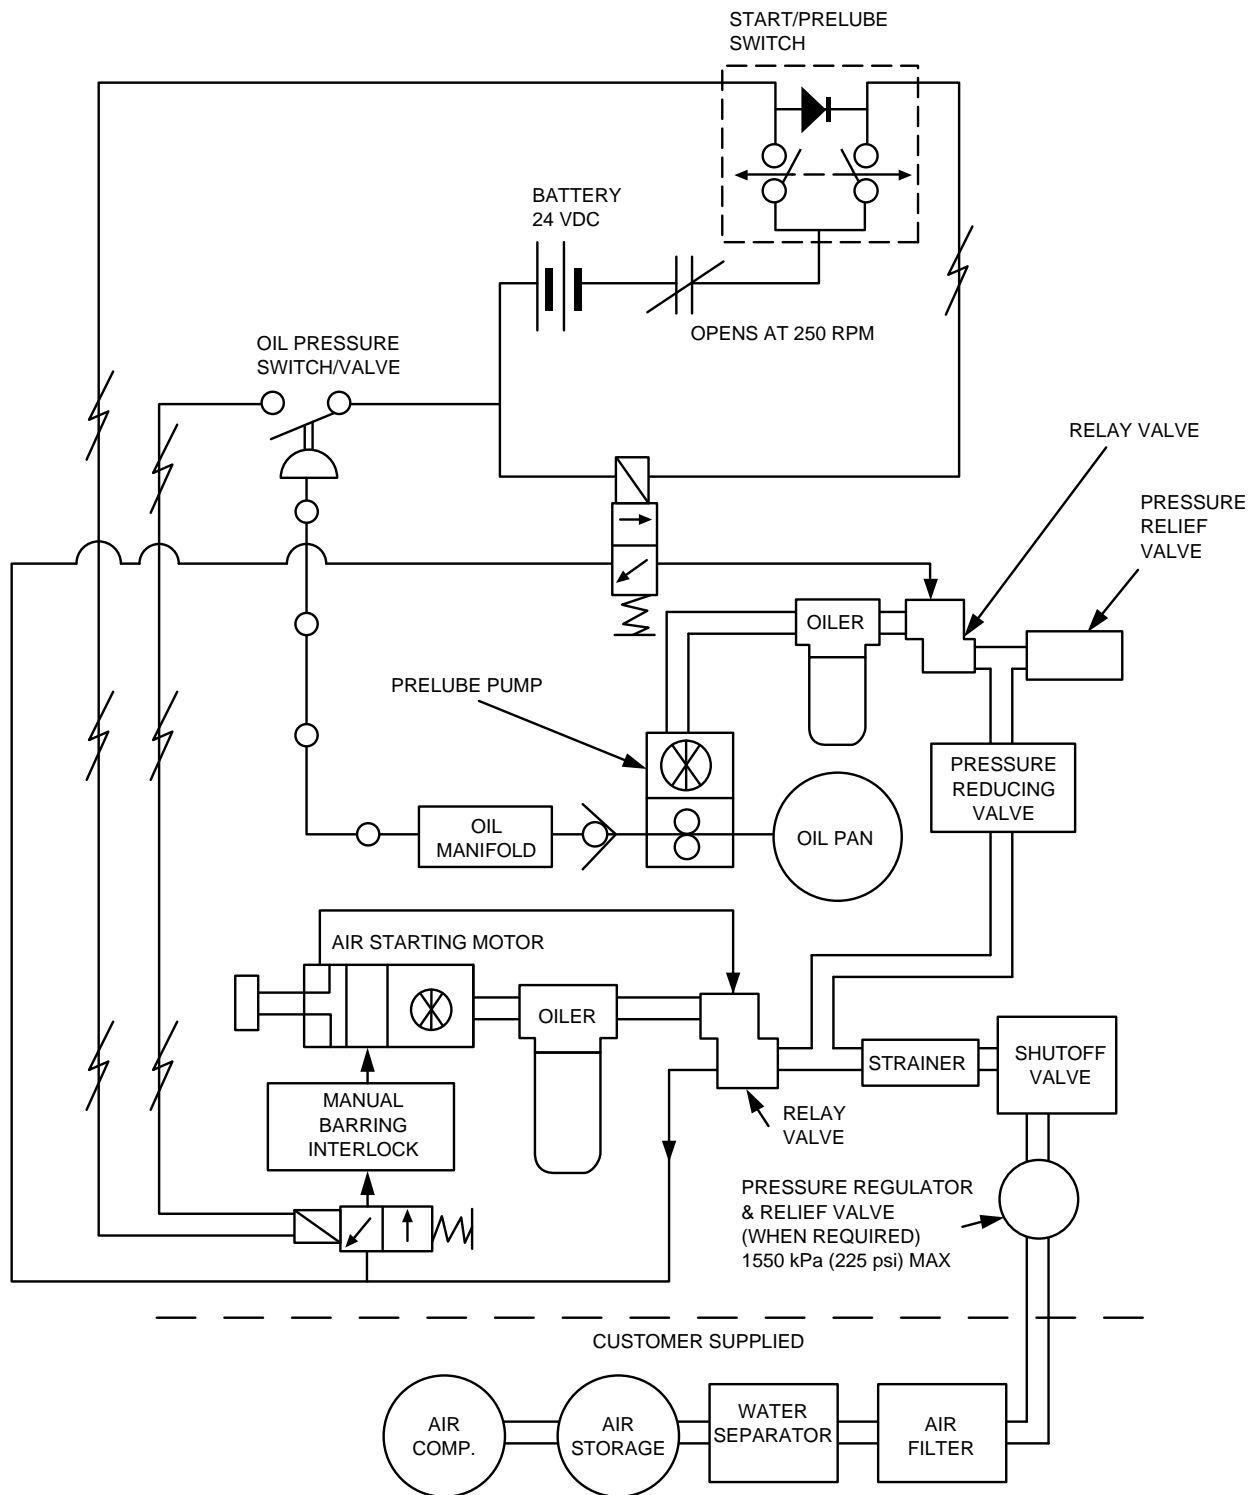 START/PRELUBE
SWITCH
BATTERY
24 VDC
OPENS AT 250 RPM
OIL PRESSURE
SWITCH/VALVE
RELAY VALVE
PRESSURE
RELIEF
VALVE
OILER
PRELUBE PUMP
PRESSURE
REDUCING
VALVE
OIL
MANIFOLD
OIL PAN
AIR STARTING MOTOR
OILER
STRAINER
SHUTOFF
VALVE
MANUAL
BARRING
INTERLOCK
RELAY
VALVE
PRESSURE REGULATOR
& RELIEF VALVE
(WHEN REQUIRED)
1550 kPa (225 psi) MAX
CUSTOMER SUPPLIED
AIR
COMP.
AIR
STORAGE
WATER
SEPARATOR
AIR
FILTER